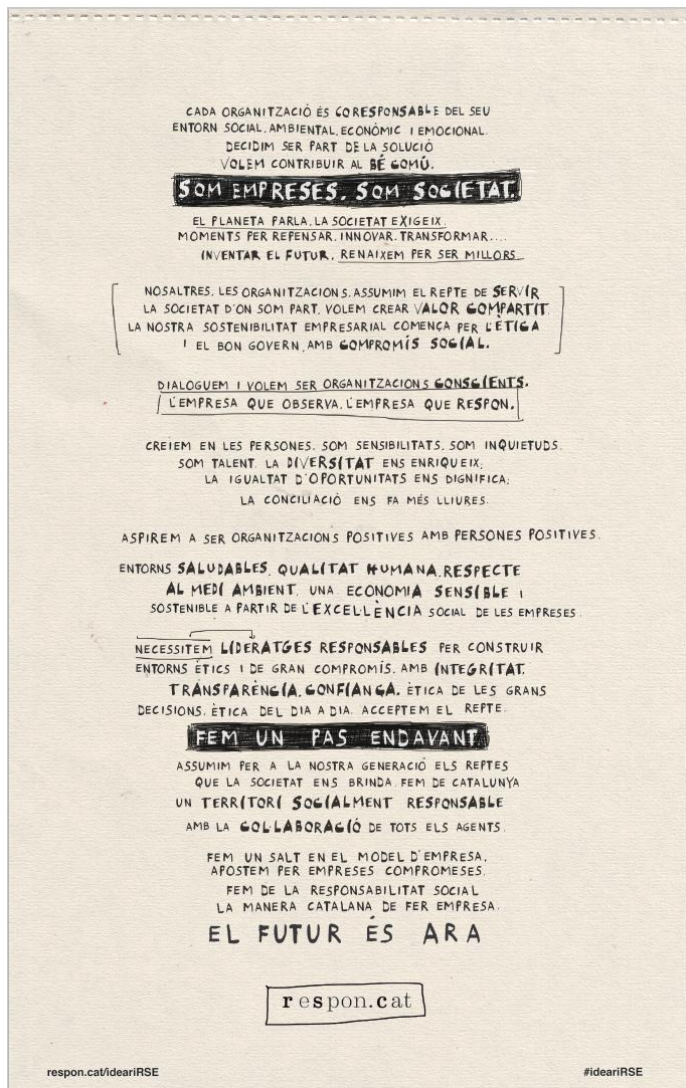 CADA ORGANITZACIÓ ÉS CORESPONSABLE DEL SEU
ENTORN SOCIAL, AMBIENTAL, ECONÒMIC I EMOCIONAL.
DECIDIM SER PART DE LA SOLUCIÓ
VOLEM CONTRIBUIR AL BÉ COMÚ.
SOM EMPRESES. SOM SOCIETAT.
EL PLANETA PARLA. LA SOCIETAT EXIGEIX.
MOMENTS PER REPENSAR. INNOVAR. TRANSFORMAR....
INVENTAR EL FUTUR. RENAIXEM PER SER MILLORS
NOSALTRES, LES ORGANITZACIONS, ASSUMIM EL REPTE DE SERVIR
LA SOCIETAT D'ON SOM PART. VOLEM CREAR VALOR COMPARTIT.
LA NOSTRA SOSTENIBILITAT EMPRESARIAL COMENÇA PER L'ÈTICA
I EL BON GOVERN, AMB COMPROMÍS SOCIAL.
DIALOGUEM I VOLEM SER ORGANITZACIONS CONSCIENTS.
L'EMPRESA QUE OBSERVA. L'EMPRESA QUE RESPON.
CREIEM EN LES PERSONES. SOM SENSIBILITATS. SOM INQUIETUDS.
SOM TALENT. LA DIVERSITAT ENS ENRIQUEIX;
LA IGUALTAT D'OPORTUNITATS ENS DIGNIFICA;
LA CONCILIACIÓ ENS FA MÉS LLIURES.
ASPIREM A SER ORGANITZACIONS POSITIVES AMB PERSONES POSITIVES.
ENTORNS SALUDABLES. QUALITAT HUMANA. RESPECTE
AL MEDI AMBIENT. UNA ECONOMIA SENSIBLE I
SOSTENIBLE A PARTIR DE L'EXCEL·LÈNCIA SOCIAL DE LES EMPRESES.
NECESSITEM LIDERATGES RESPONSABLES PER CONSTRUIR
ENTORNS ÈTICS I DE GRAN COMPROMÍS. AMB INTEGRITAT.
TRANSPARÈNCIA. CONFIANÇA. ÈTICA DE LES GRANS
DECISIONS. ÈTICA DEL DIA A DIA. ACCEPTEM EL REPTE.
FEM UN PAS ENDAVANT
ASSUMIM PER A LA NOSTRA GENERACIÓ ELS REPTES
QUE LA SOCIETAT ENS BRINDA. FEM DE CATALUNYA
UN TERRITORI SOCIALMENT RESPONSABLE
AMB LA COL·LABORACIÓ DE TOTS ELS AGENTS.
FEM UN SALT EN EL MODEL D'EMPRESA.
APOSTEM PER EMPRESES COMPROMESES.
FEM DE LA RESPONSABILITAT SOCIAL
LA MANERA CATALANA DE FER EMPRESA.
EL FUTUR ÉS ARA
respon.cat
respon.cat/ideariRSE
#ideariRSE